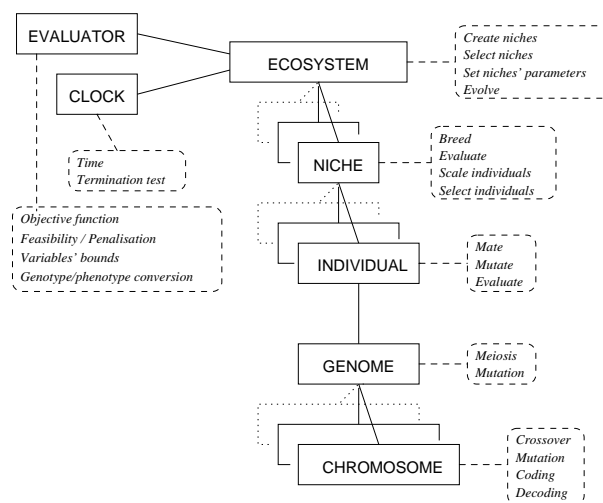 EVALUATOR
ECOSYSTEM
CLOCK
Create niches
Select niches
Set niches' parameters
Evolve
Time
Termination test
NICHE
Breed
Evaluate
Scale individuals
Select individuals
Objective function
Feasibility / Penalisation
Variables' bounds
Genotype/phenotype conversion
INDIVIDUAL
Mate
Mutate
Evaluate
GENOME
Meiosis
Mutation
CHROMOSOME
Crossover
Mutation
Coding
Decoding